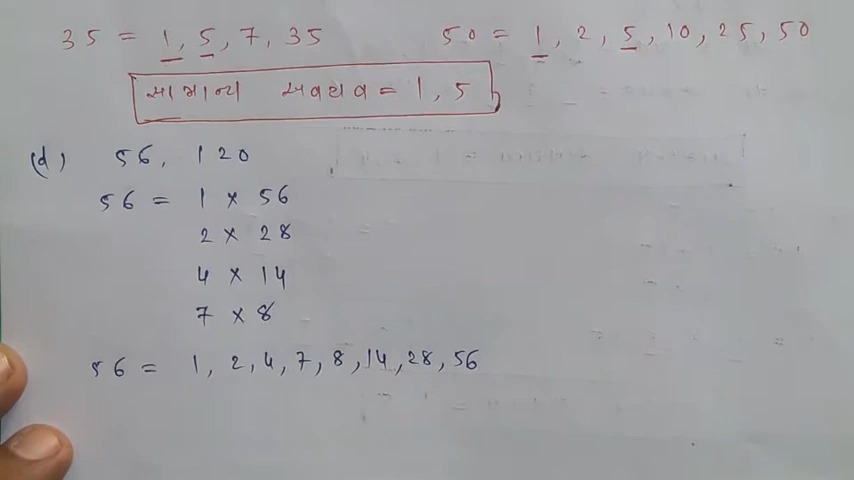 35 = 1, 5, 7, 35 50 = 1, 2, 5, 10, 25, 50
સામાન્ય અવયવ = 1, 5
(d) 56, 120
56 = 1 × 56
2 × 28
4 × 14
7 × 8
56 = 1, 2, 4, 7, 8, 14, 28, 56